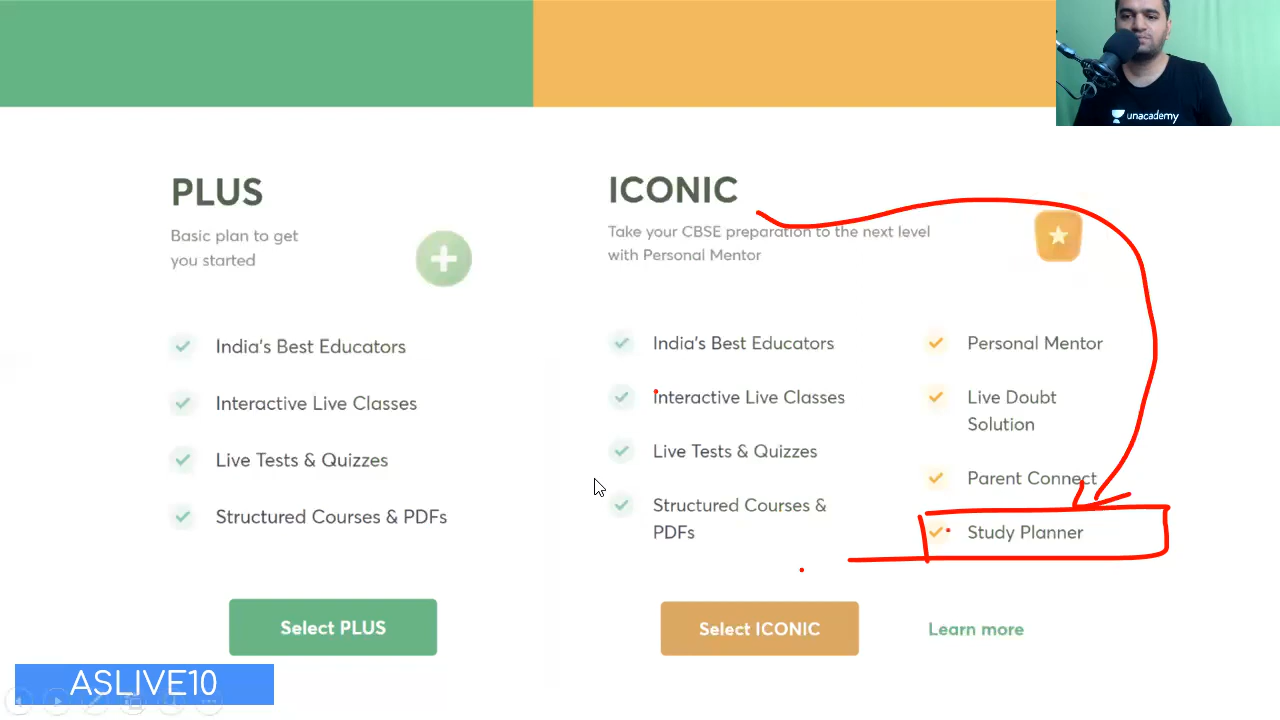 unacademy
PLUS
Basic plan to get
you started
India's Best Educators
Interactive Live Classes
Live Tests & Quizzes
Structured Courses & PDFs
Select PLUS
ICONIC
Take your CBSE preparation to the next level
with Personal Mentor
India's Best Educators
Interactive Live Classes
Live Tests & Quizzes
Structured Courses &
PDFs
Personal Mentor
Live Doubt
Solution
Parent Connect
Study Planner
Select ICONIC
Learn more
ASLIVE10